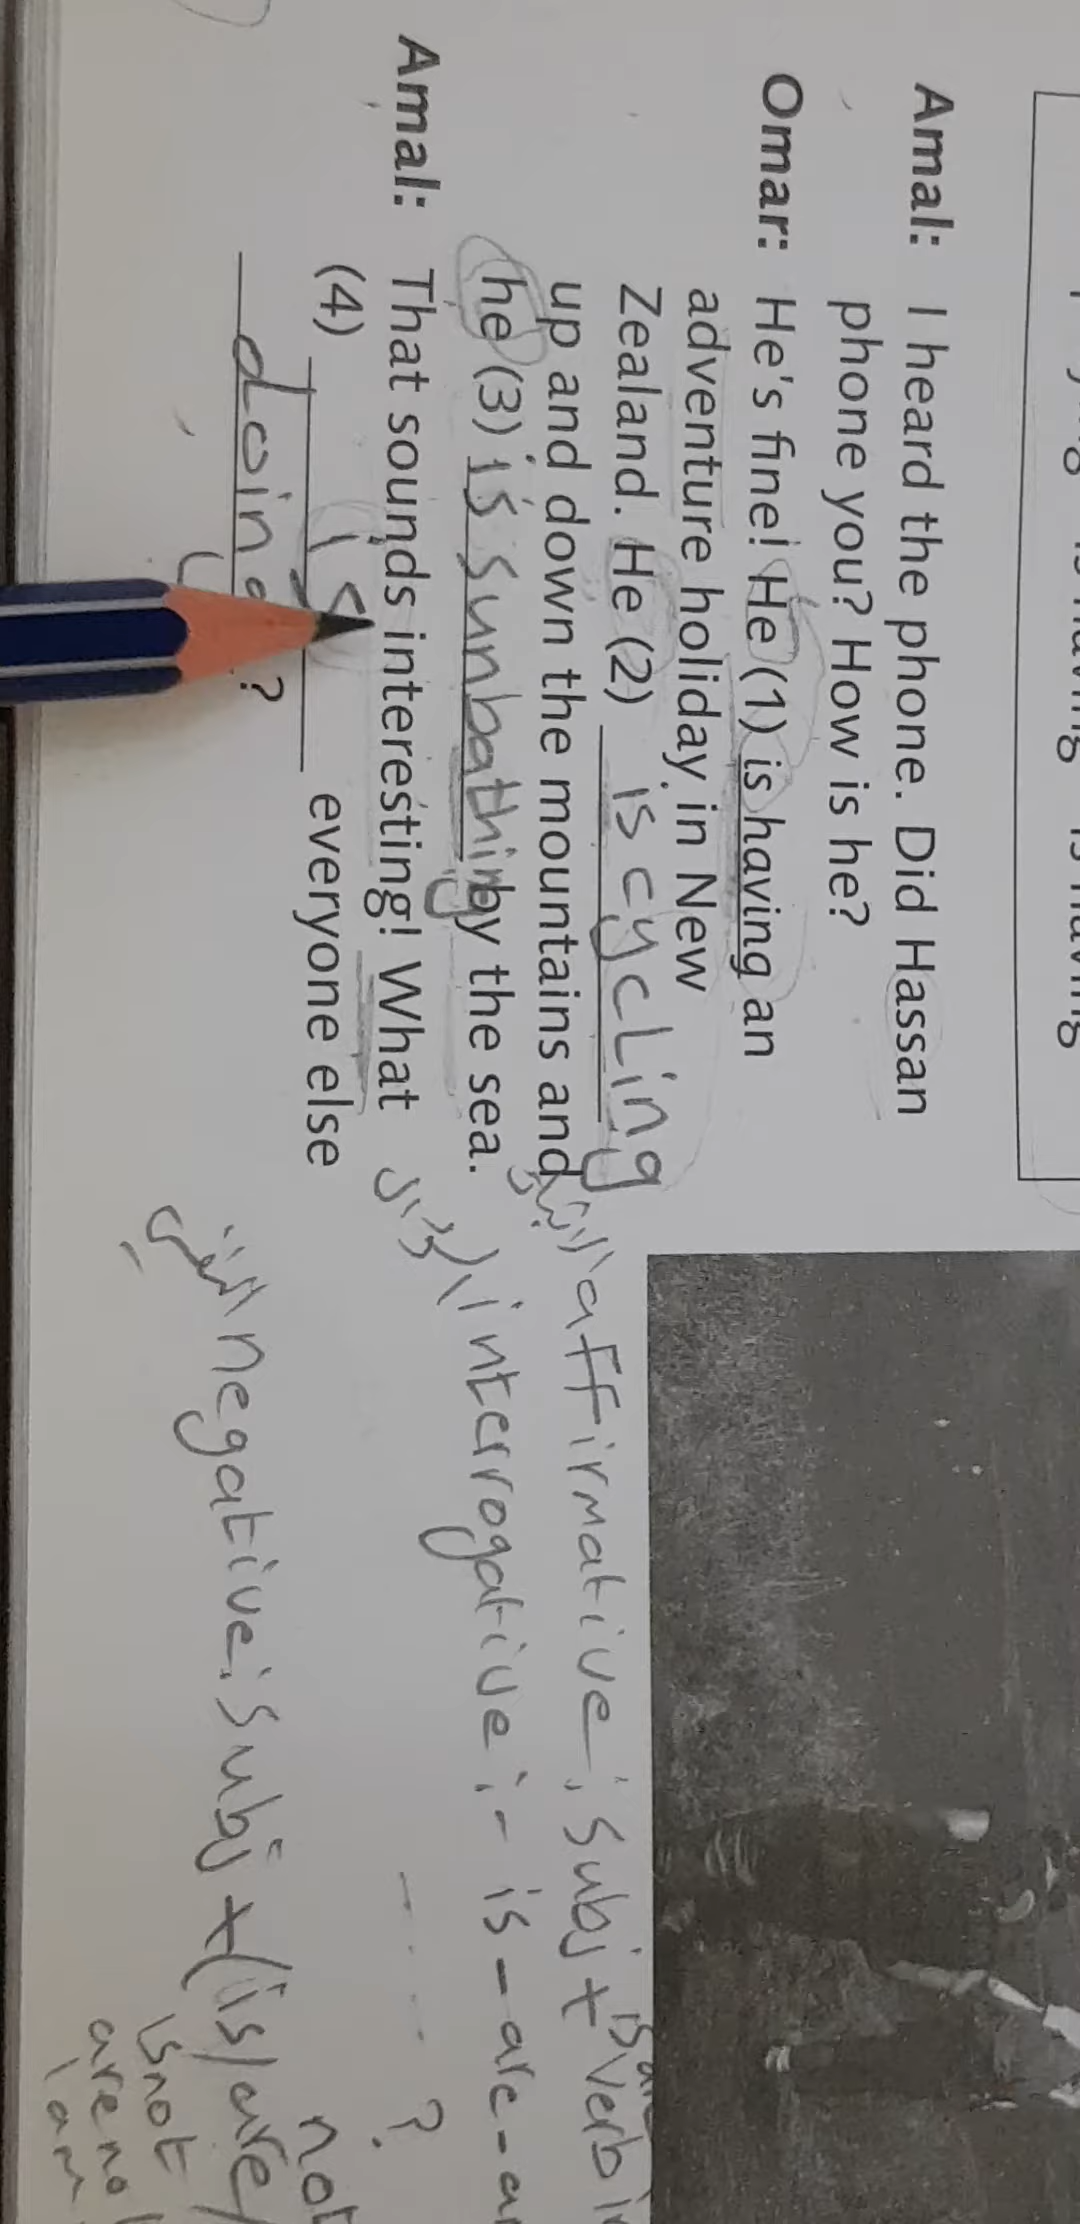 Amal: I heard the phone. Did Hassan
phone you? How is he?
Omar: He's fine! He (1) is having an
adventure holiday in New
Zealand. He (2) is cycling
up and down the mountains and
he (3) is sunbathing by the sea.
Amal: That sounds interesting! What
(4) is everyone else
doing?
affirmative: subj + is verb
السؤال interrogative :- is - are -
- . . . ?
النفي negative: subj + (is/are/
not
is not
are not
am